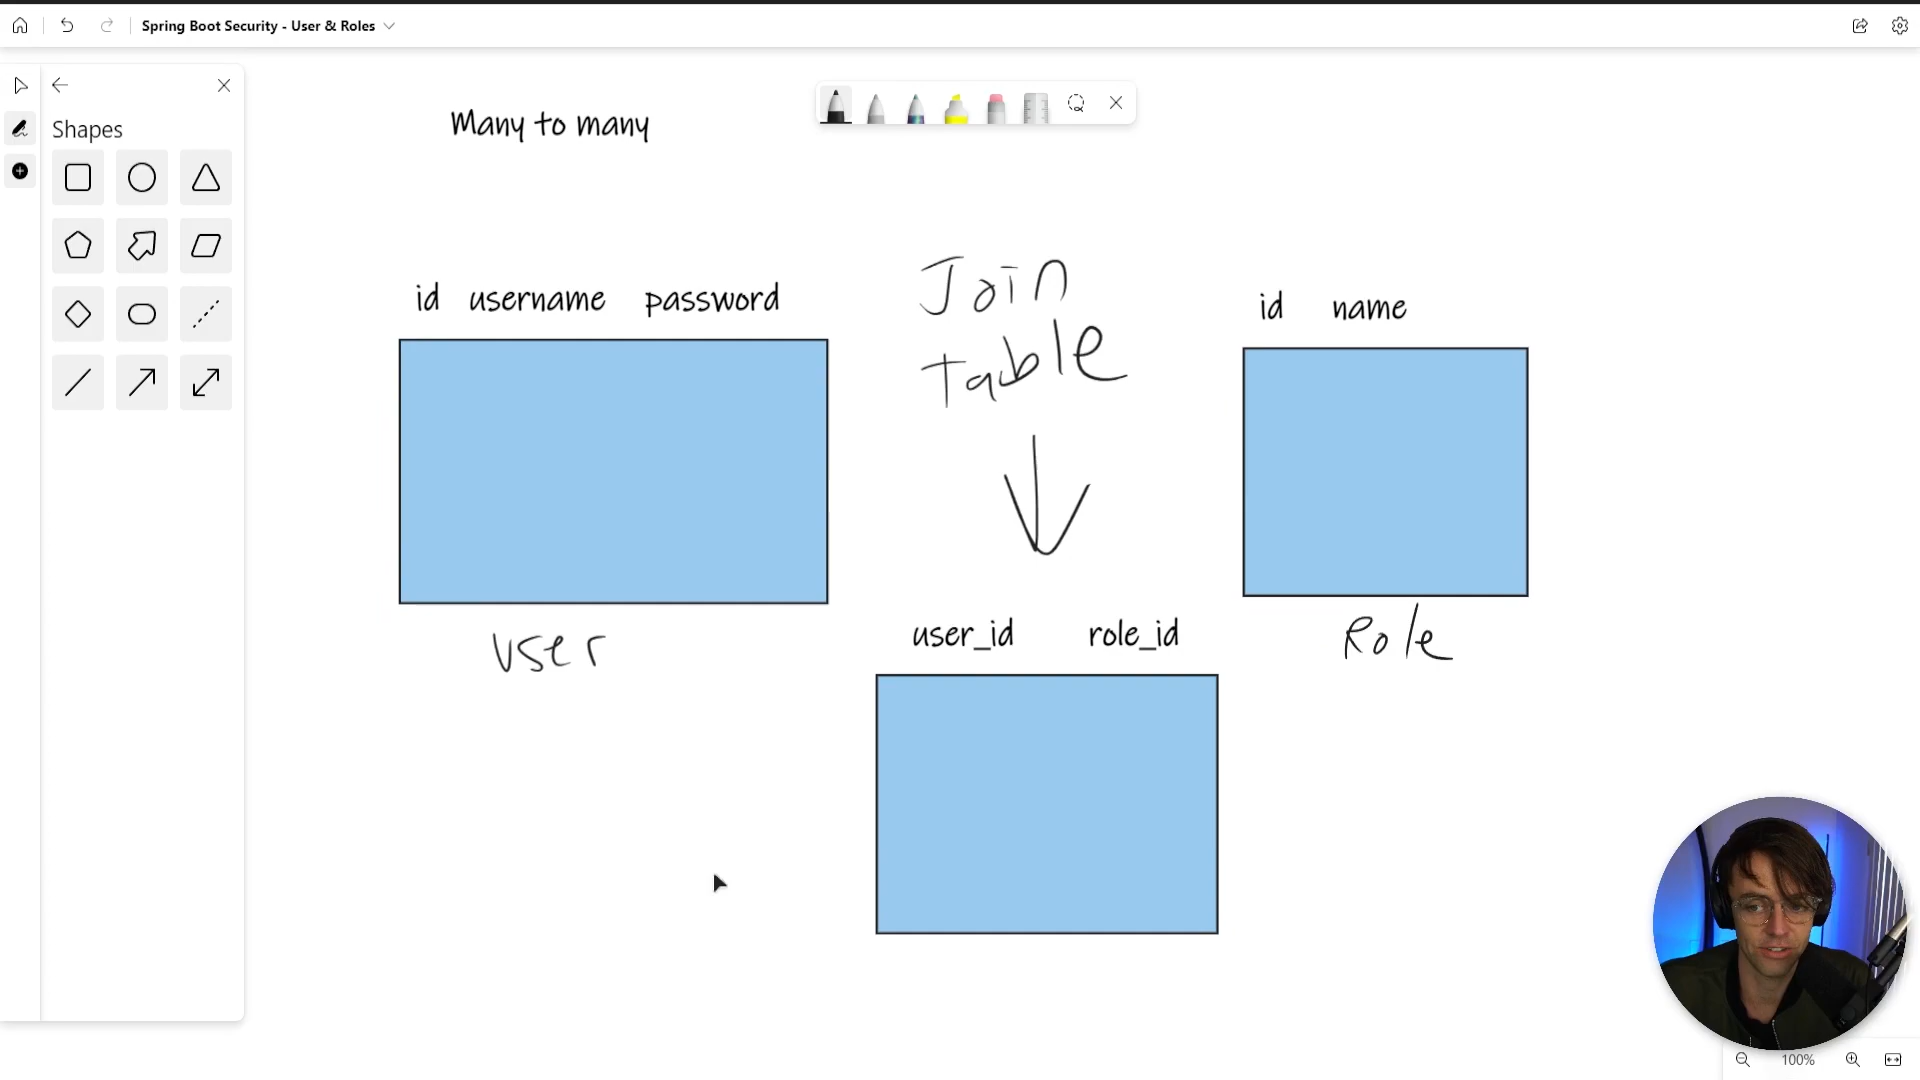 Spring Boot Security - User & Roles
Shapes
Many to many
id username password
Join
Table
id name
User
Role
user_id role_id
100%